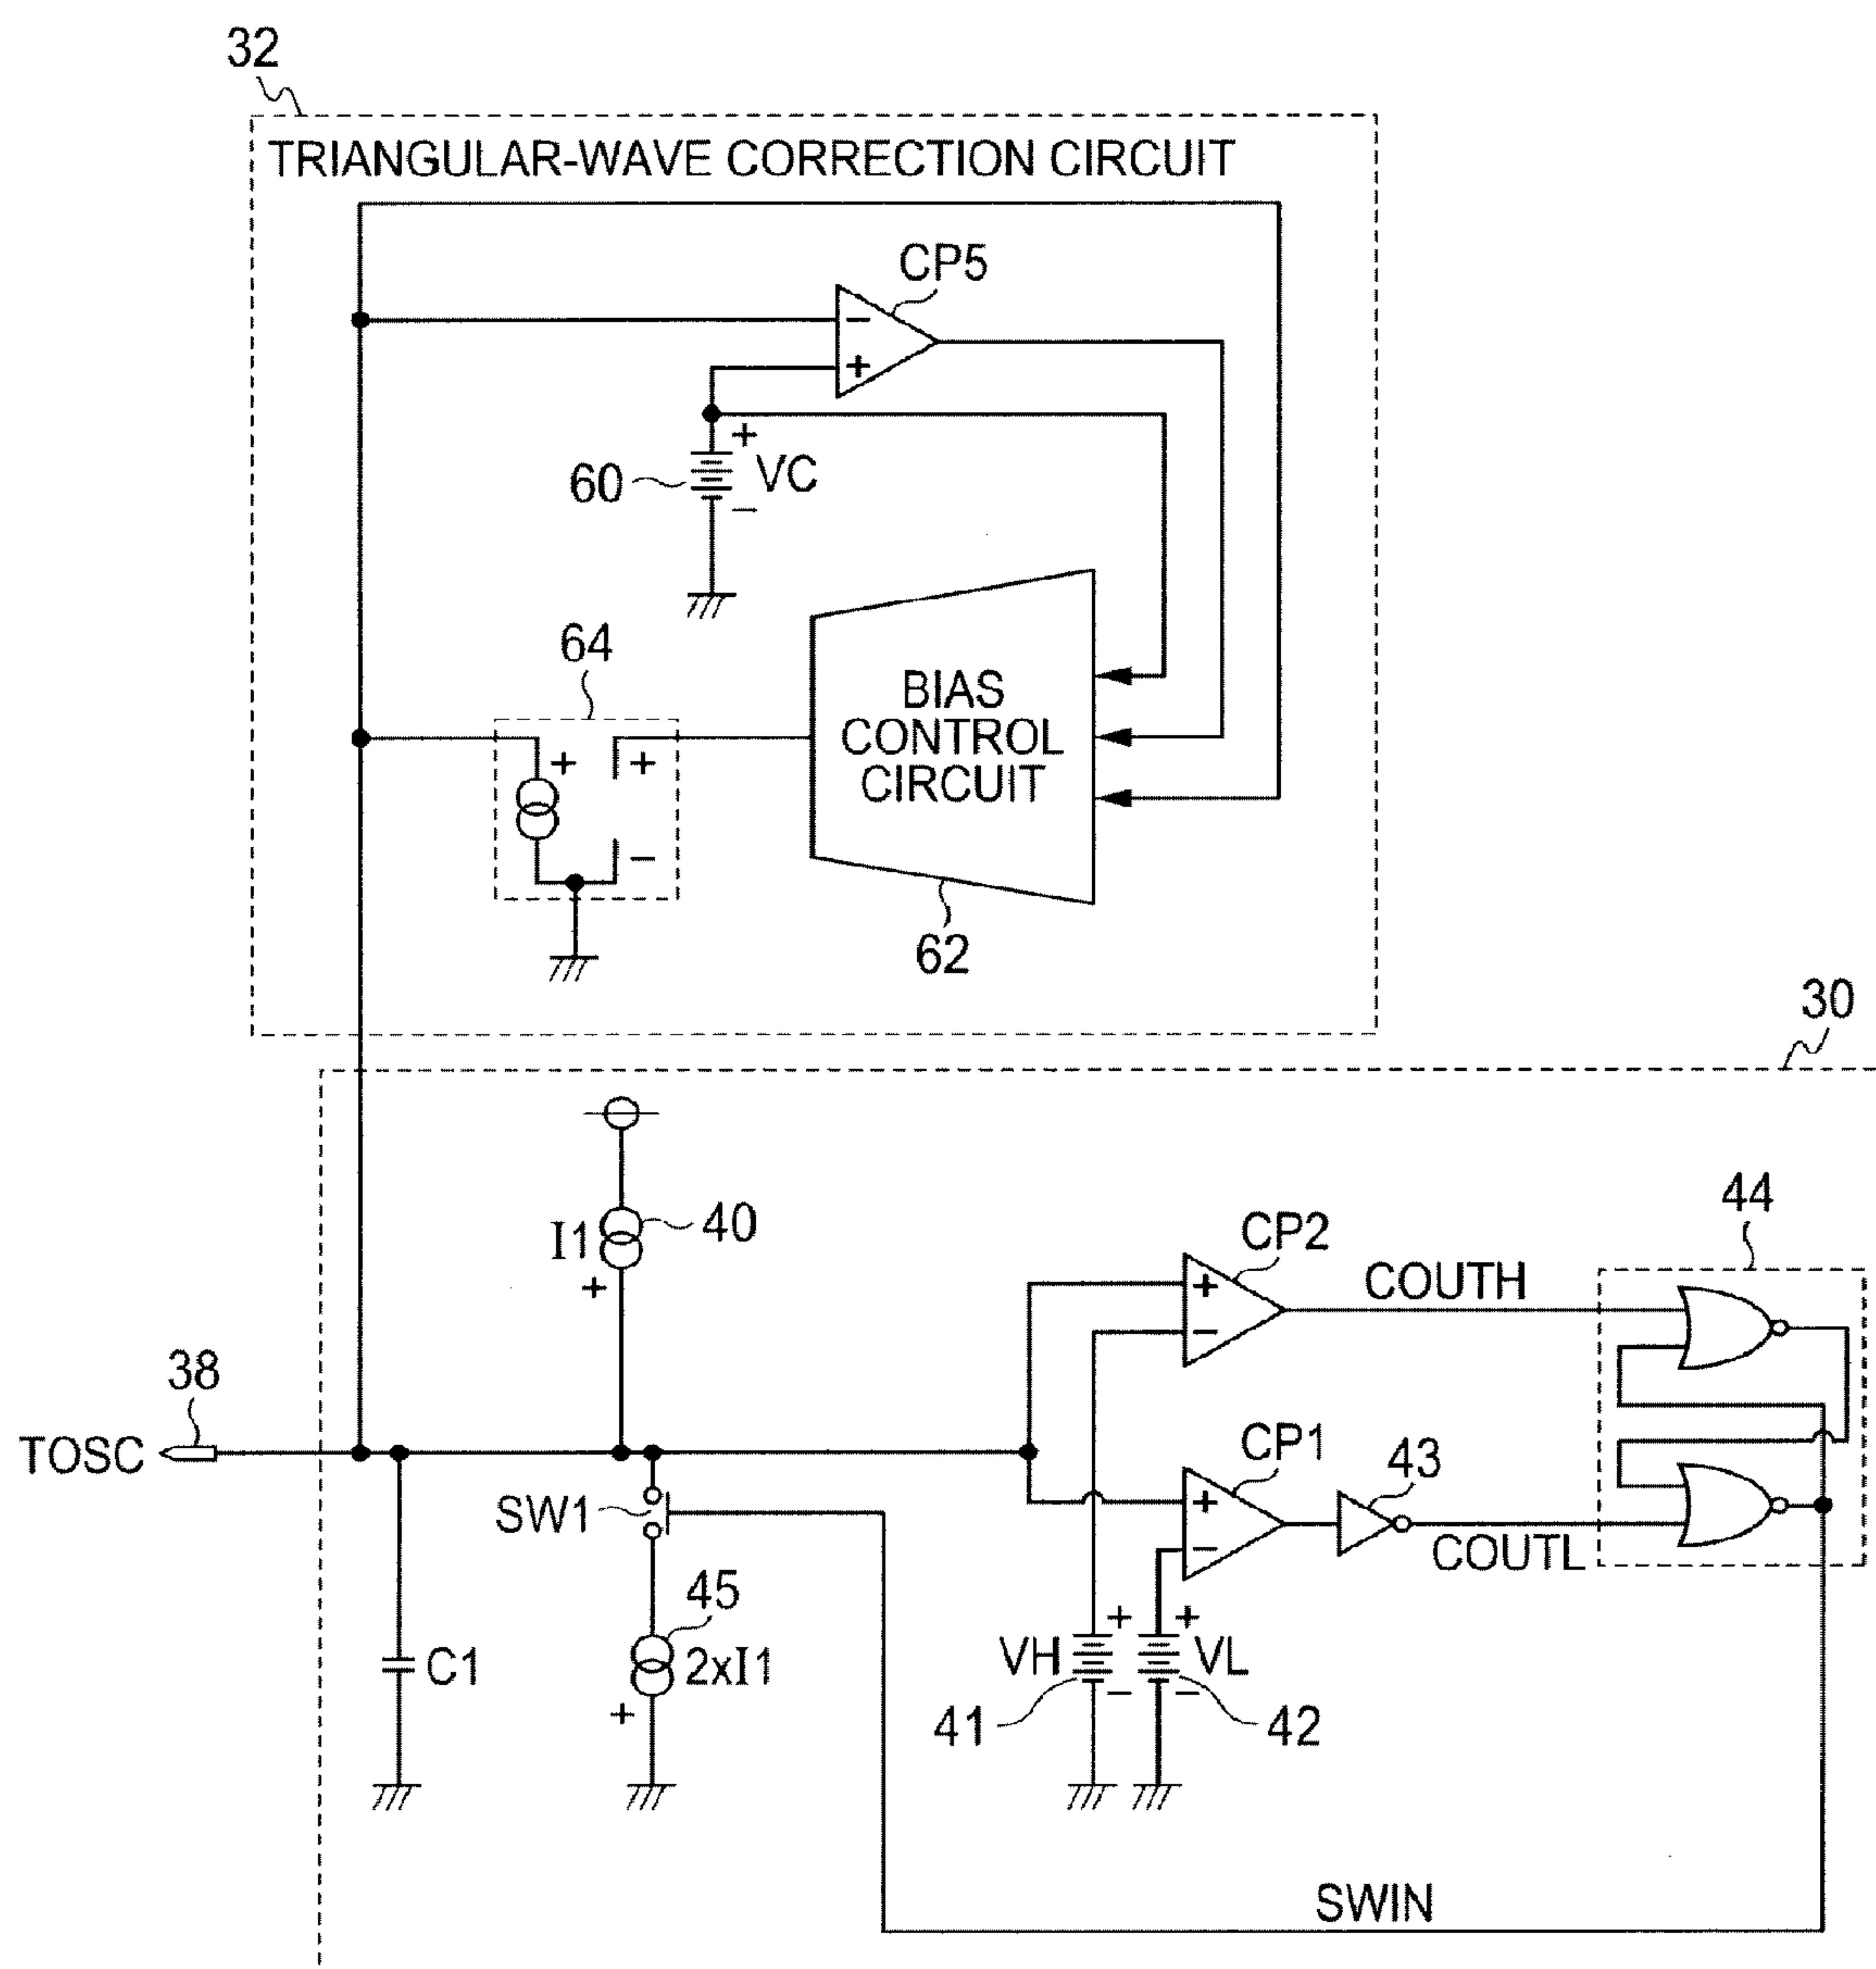 32
TRIANGULAR-WAVE CORRECTION CIRCUIT
CP5
−
+
+
60
VC
−
64
BIAS
CONTROL
CIRCUIT
+
+
−
62
30
I1
40
+
CP2
COUTH
44
+
−
38
TOSC
SW1
CP1
43
+
−
COUTL
45
2xI1
+
C1
VH
+
+
VL
−
−
41
42
SWIN